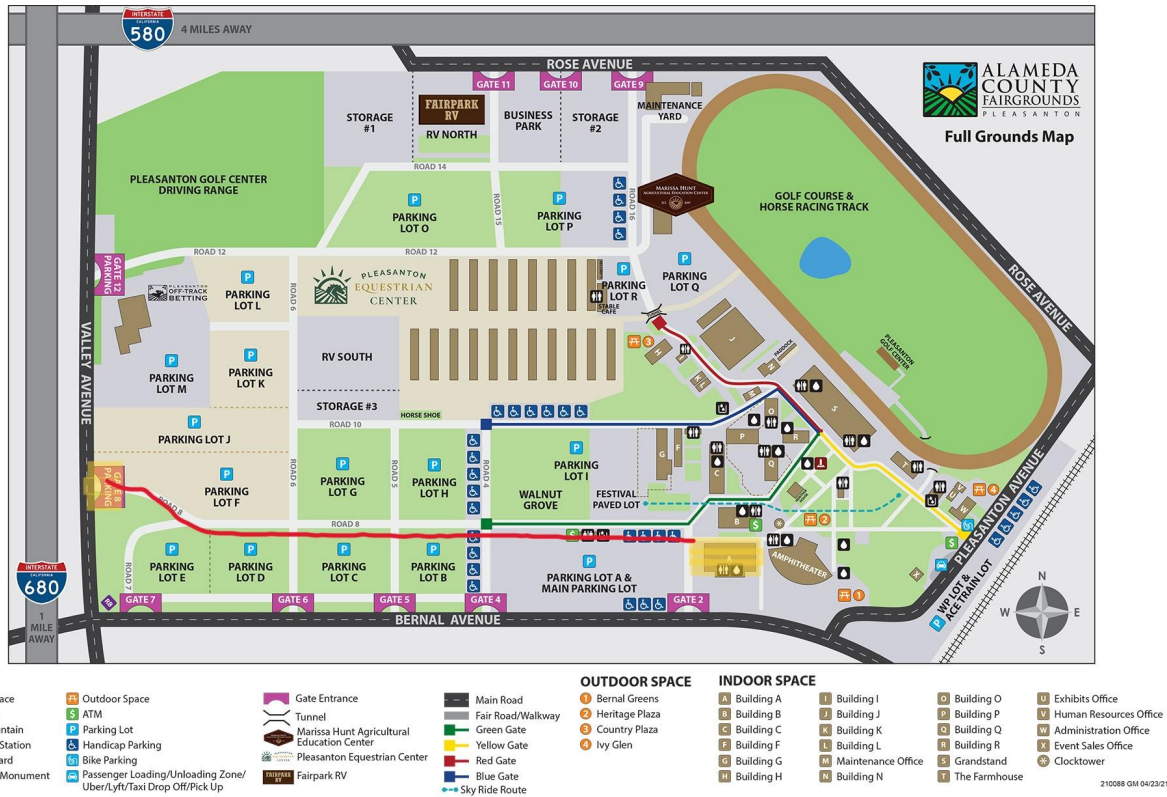 INTERSTATE
CALIFORNIA
580
4 MILES AWAY
ROSE AVENUE
GATE 11
GATE 10
GATE 9
ALAMEDA
COUNTY
FAIRGROUNDS
PLEASANTON
Full Grounds Map
STORAGE
#1
FAIRPARK
RV
RV NORTH
BUSINESS
PARK
STORAGE
#2
MAINTENANCE
YARD
ROAD 14
PLEASANTON GOLF CENTER
DRIVING RANGE
P
PARKING
LOT O
ROAD 15
P
PARKING
LOT P
ROAD 16
MARISSA HUNT
AGRICULTURAL EDUCATION CENTER
GOLF COURSE &
HORSE RACING TRACK
ROSE AVENUE
ROAD 12
ROAD 12
GATE 12
PARKING
PLEASANTON
OFF-TRACK
BETTING
P
PARKING
LOT L
ROAD 6
PLEASANTON
EQUESTRIAN
CENTER
STABLE
CAFE
P
PARKING
LOT R
P
PARKING
LOT Q
VALLEY AVENUE
P
PARKING
LOT M
P
PARKING
LOT K
RV SOUTH
STORAGE #3
HORSE SHOE
3
H
K
L
J
N
M
PADDOCK
PLEASANTON
GOLF CENTER
P
PARKING LOT J
ROAD 10
S
O
P
R
Q
G
F
C
GATE 8
PARKING
P
PARKING
LOT F
ROAD 6
P
PARKING
LOT G
ROAD 5
P
PARKING
LOT H
ROAD 4
P
PARKING
LOT I
WALNUT
GROVE
FESTIVAL
PAVED LOT
T
V
W
4
ROAD 8
ROAD 8
B
$
2
$
PLEASANTON AVENUE
P
PARKING
LOT E
P
PARKING
LOT D
P
PARKING
LOT C
P
PARKING
LOT B
$
P
PARKING LOT A &
MAIN PARKING LOT
A
AMPHITHEATER
X
1
P
WP LOT &
ACE TRAIN LOT
ROAD 7
INTERSTATE
CALIFORNIA
680
1
MILE
AWAY
RB
GATE 7
GATE 6
GATE 5
GATE 4
GATE 2
BERNAL AVENUE
N
W
E
S
ace
ntain
Station
ard
Monument
Outdoor Space
$ ATM
P Parking Lot
Handicap Parking
Bike Parking
Passenger Loading/Unloading Zone/
Uber/Lyft/Taxi Drop Off/Pick Up
Gate Entrance
Tunnel
Marissa Hunt Agricultural
Education Center
Pleasanton Equestrian Center
Fairpark RV
Main Road
Fair Road/Walkway
Green Gate
Yellow Gate
Red Gate
Blue Gate
Sky Ride Route
OUTDOOR SPACE
1 Bernal Greens
2 Heritage Plaza
3 Country Plaza
4 Ivy Glen
INDOOR SPACE
A Building A
B Building B
C Building C
F Building F
G Building G
H Building H
I Building I
J Building J
K Building K
L Building L
M Maintenance Office
N Building N
O Building O
P Building P
Q Building Q
R Building R
S Grandstand
T The Farmhouse
U Exhibits Office
V Human Resources Office
W Administration Office
X Event Sales Office
Clocktower
210088 GM 04/23/21